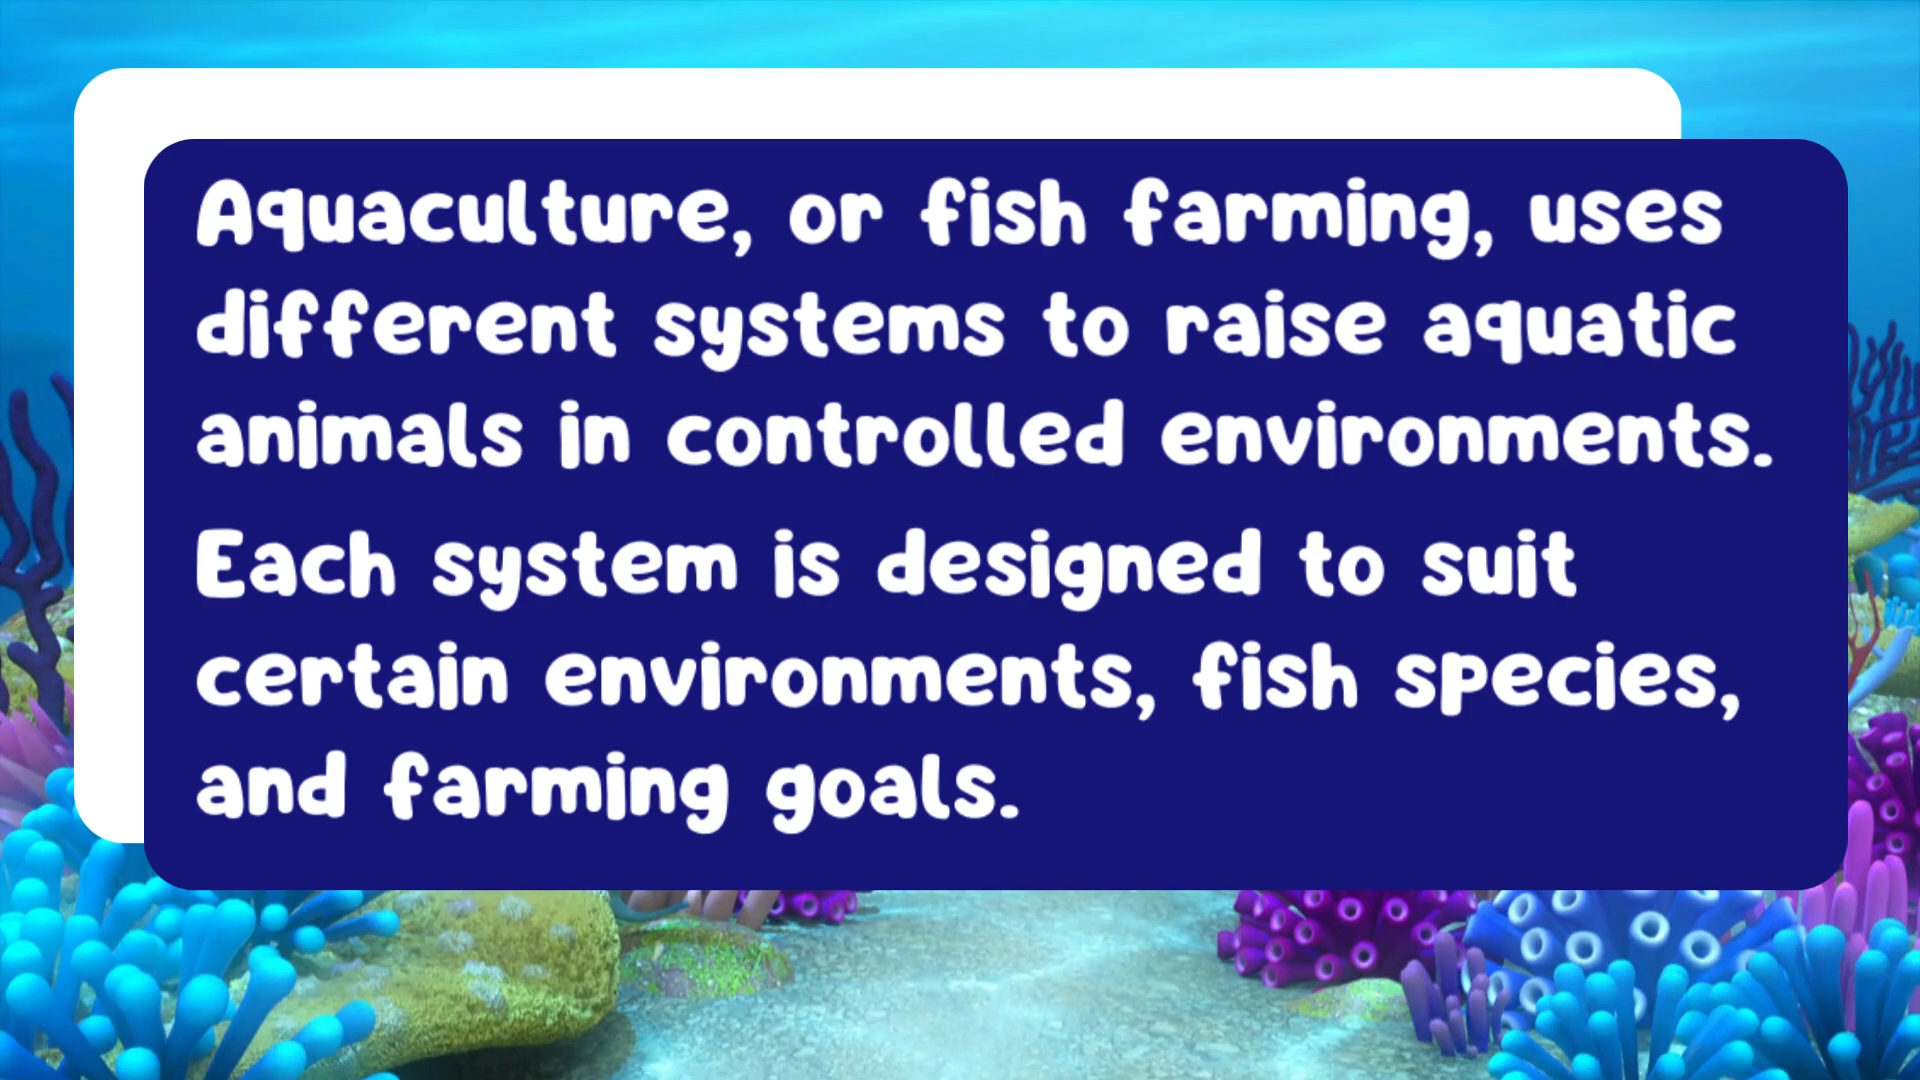 Aquaculture, or fish farming, uses
different systems to raise aquatic
animals in controlled environments.
Each system is designed to suit
certain environments, fish species,
and farming goals.